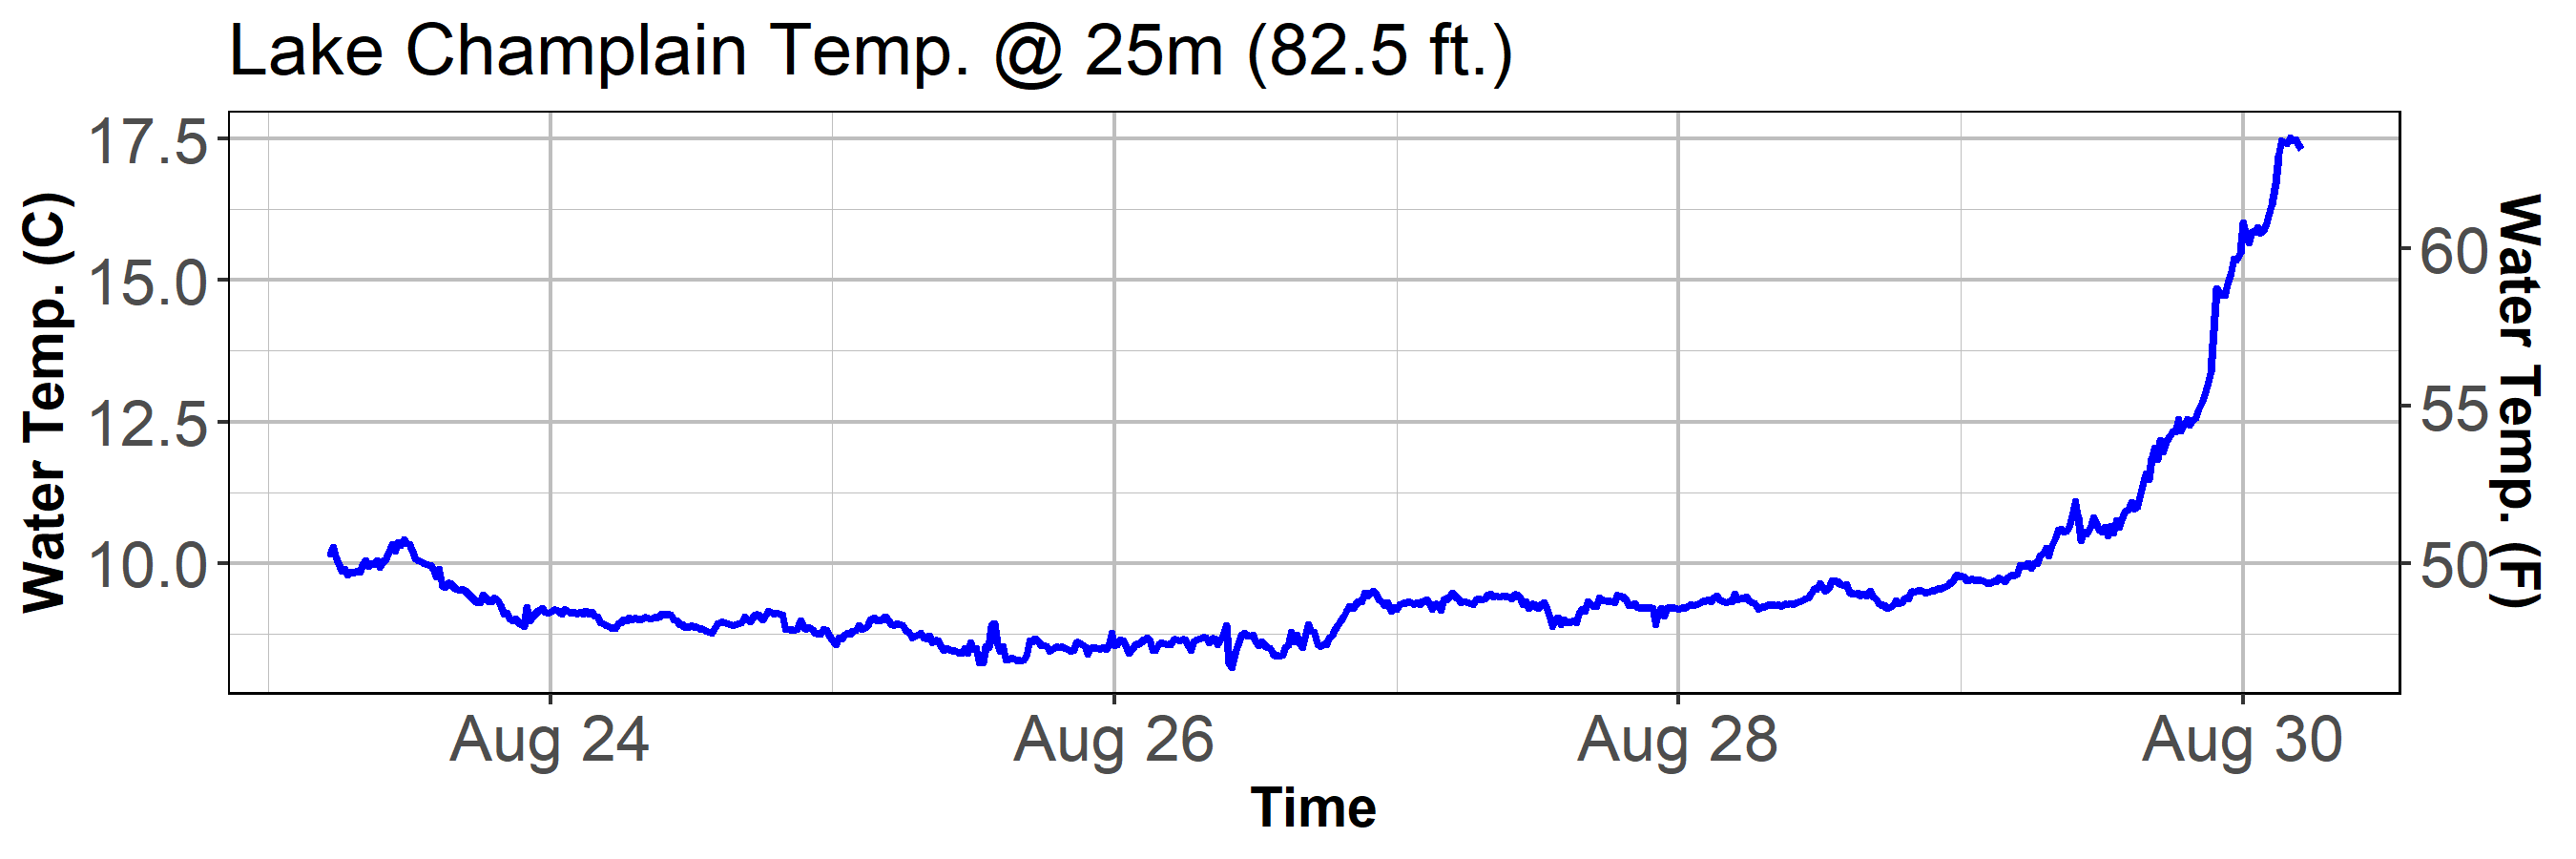 Lake Champlain Temp. @ 25m (82.5 ft.)
Water Temp. (C)
17.5
15.0
12.5
10.0
60
55
50
Water Temp. (F)
Aug 24 Aug 26 Aug 28 Aug 30
Time